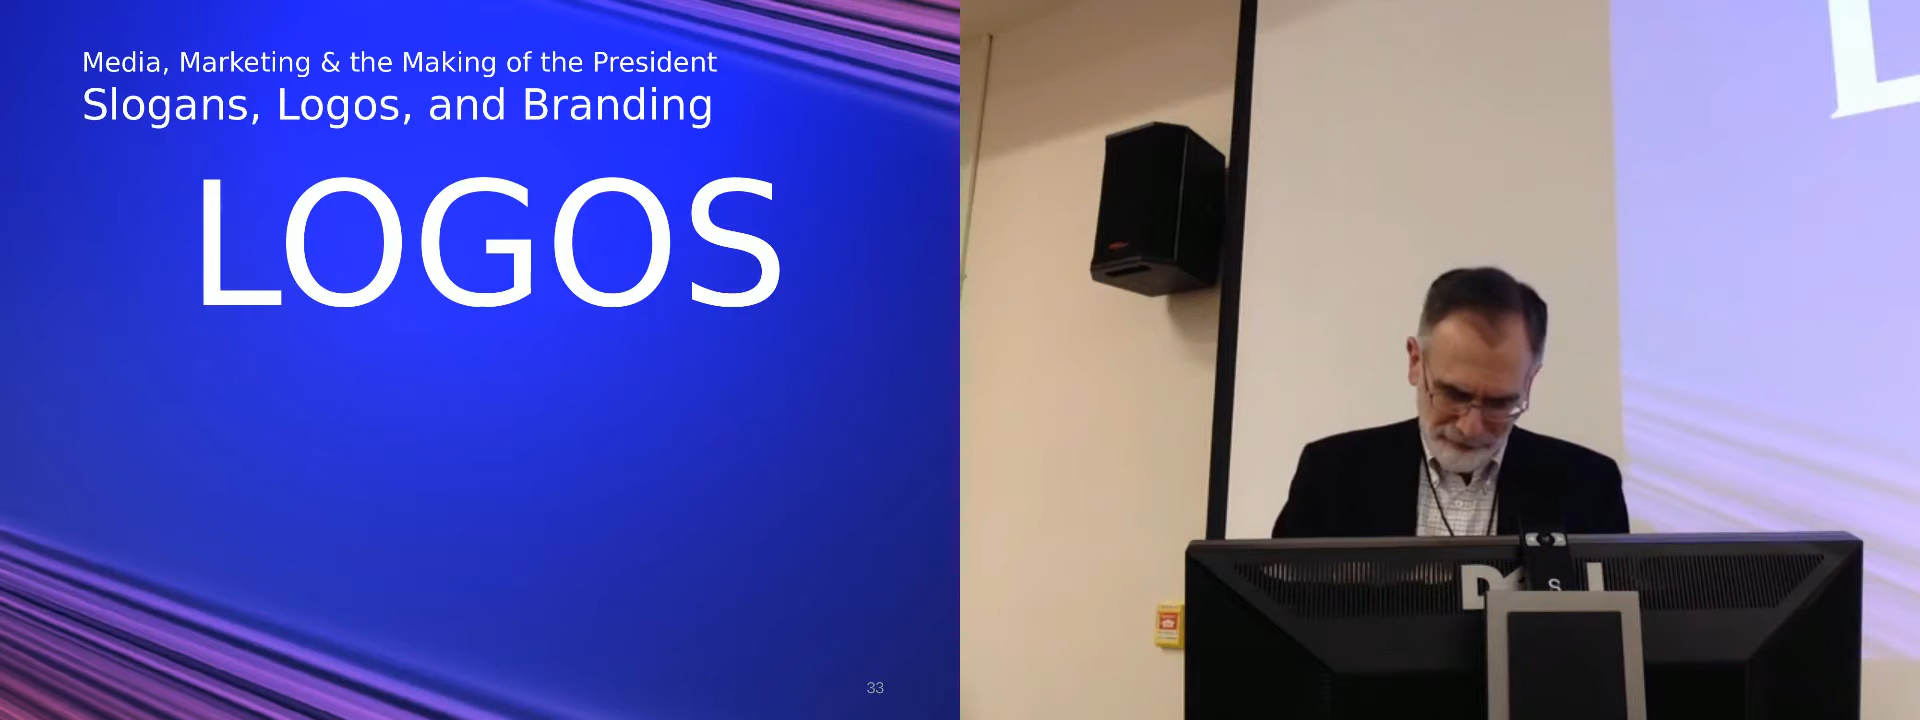 Media, Marketing & the Making of the President
Slogans, Logos, and Branding
LOGOS
33
L
S